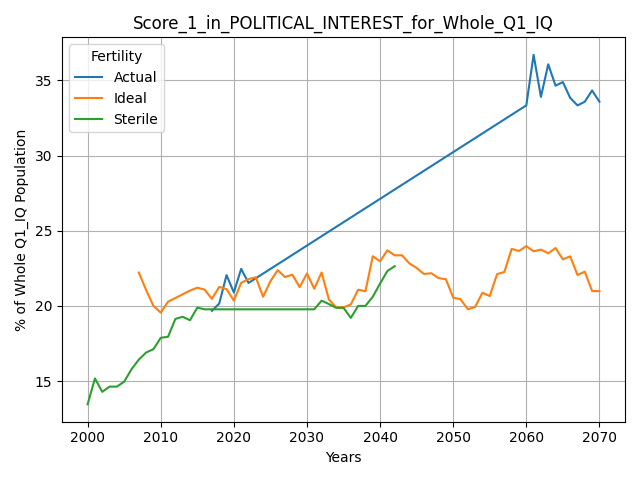 Score_1_in_POLITICAL_INTEREST_for_Whole_Q1_IQ
Fertility
Actual
Ideal
Sterile
% of Whole Q1_IQ Population
35
30
25
20
15
2000 2010 2020 2030 2040 2050 2060 2070
Years